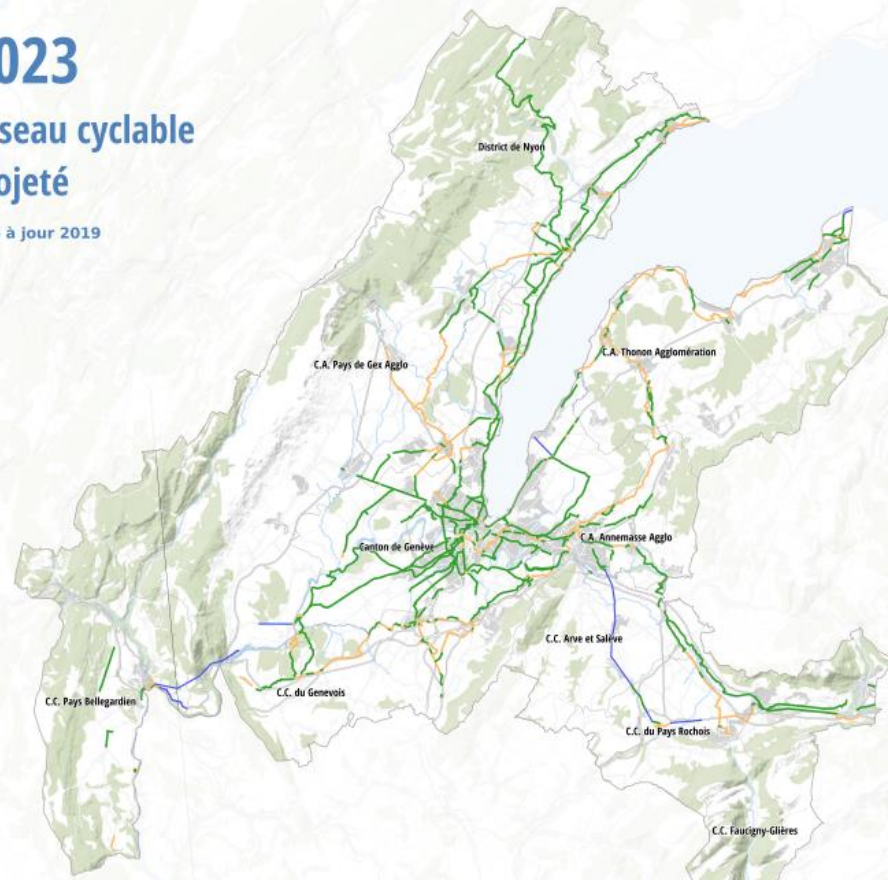 023
seau cyclable
ojeté
à jour 2019
District de Nyon
C.A. Pays de Gex Agglo
C.A. Thonon Agglomération
Canton de Genève
C.A. Annemasse Agglo
C.C. Arve et Salève
C.C. du Genevois
C.C. Pays Bellegardien
C.C. du Pays Rochois
C.C. Faucigny-Glières